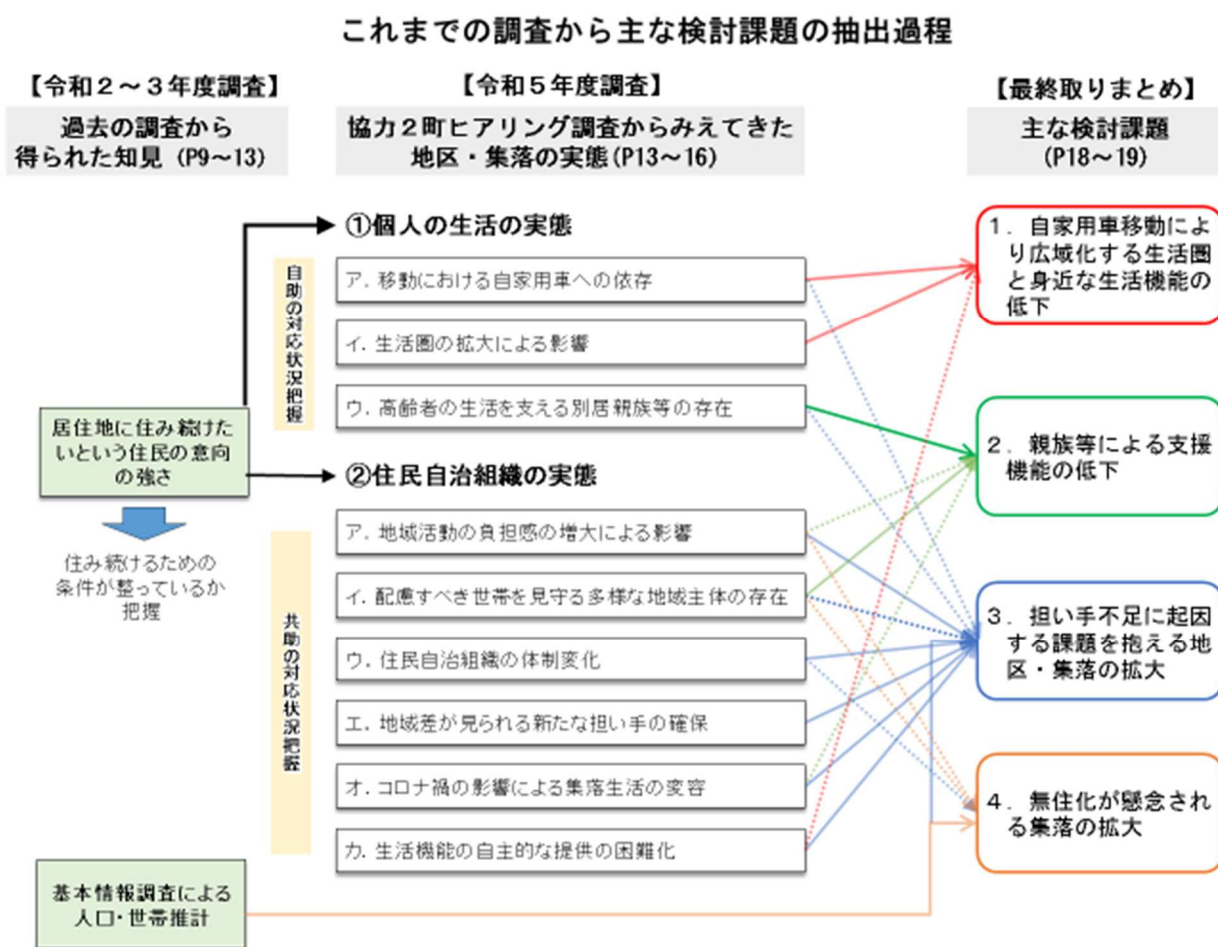 これまでの調査から主な検討課題の抽出過程
【令和２～３年度調査】
過去の調査から
得られた知見 (P9～13)
【令和５年度調査】
協力２町ヒアリング調査からみえてきた
地区・集落の実態(P13～16)
【最終取りまとめ】
主な検討課題
(P18～19)
居住地に住み続けた
いという住民の意向
の強さ
住み続けるための
条件が整っているか
把握
基本情報調査による
人口・世帯推計
①個人の生活の実態
自助の対応状況把握
ア．移動における自家用車への依存
イ．生活圏の拡大による影響
ウ．高齢者の生活を支える別居親族等の存在
②住民自治組織の実態
共助の対応状況把握
ア．地域活動の負担感の増大による影響
イ．配慮すべき世帯を見守る多様な地域主体の存在
ウ．住民自治組織の体制変化
エ．地域差が見られる新たな担い手の確保
オ．コロナ禍の影響による集落生活の変容
カ．生活機能の自主的な提供の困難化
１．自家用車移動によ
り広域化する生活圏
と身近な生活機能の
低下
２．親族等による支援
機能の低下
３．担い手不足に起因
する課題を抱える地
区・集落の拡大
４．無住化が懸念され
る集落の拡大